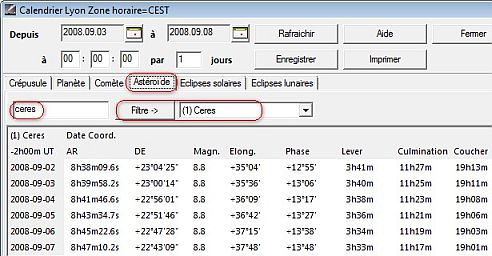 Calendrier Lyon Zone horaire=CEST
Depuis 2008.09.03 à 2008.09.08 Rafraichir Aide Fermer
à 00 : 00 : 00 par 1 jours Enregistrer Imprimer
Crépuscule Planète Comète Astéroïde Eclipses solaires Eclipses lunaires
ceres Filtre -> (1) Ceres
(1) Ceres Date Coord.
-2h00m UT AR DE Magn. Elong. Phase Lever Culmination Coucher
2008-09-02 8h38m09.6s +23°04'25" 8.8 +35°04' +12°55' 3h41m 11h27m 19h13m
2008-09-03 8h39m58.2s +23°00'14" 8.8 +35°36' +13°06' 3h40m 11h25m 19h11m
2008-09-04 8h41m46.6s +22°56'01" 8.8 +36°09' +13°17' 3h38m 11h23m 19h08m
2008-09-05 8h43m34.7s +22°51'46" 8.8 +36°42' +13°27' 3h36m 11h21m 19h06m
2008-09-06 8h45m22.6s +22°47'28" 8.8 +37°15' +13°38' 3h34m 11h19m 19h03m
2008-09-07 8h47m10.2s +22°43'09" 8.8 +37°48' +13°48' 3h33m 11h17m 19h01m